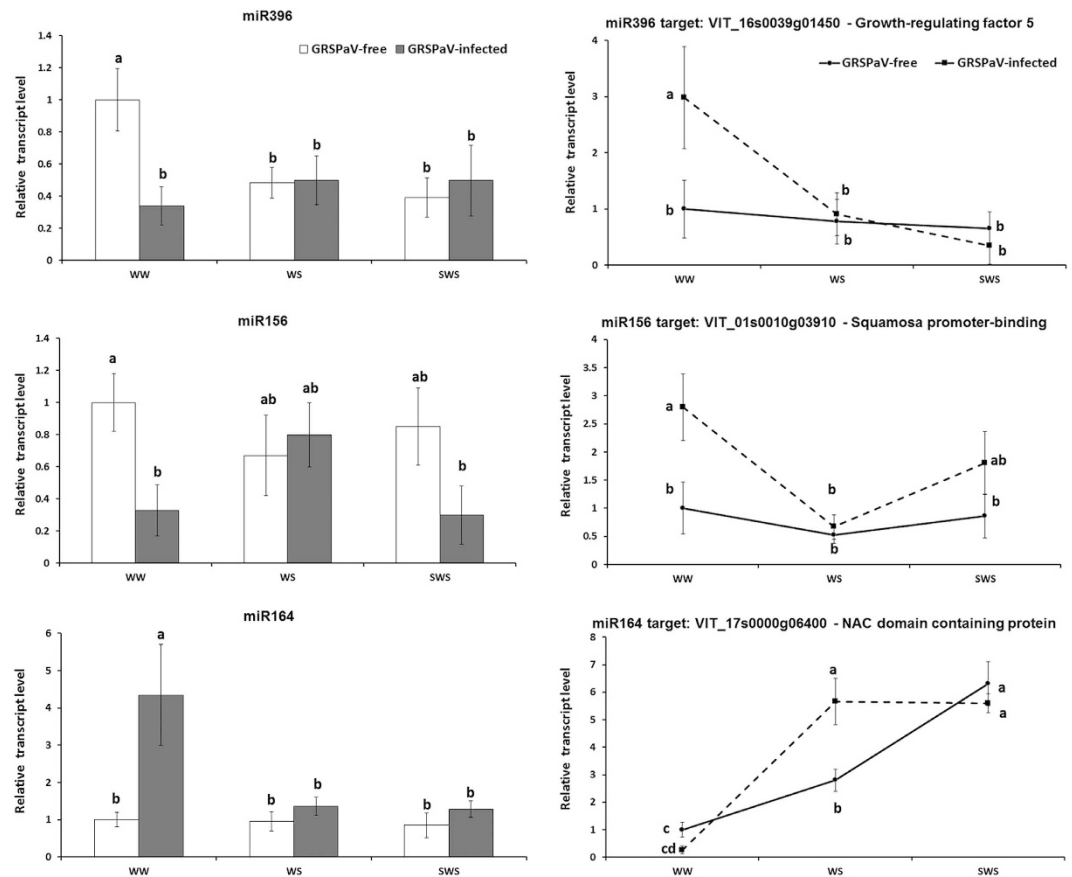 miR396
GRSPaV-free GRSPaV-infected
Relative transcript level
1.4
1.2
1
0.8
0.6
0.4
0.2
0
a
b
b
b
b
b
WW WS SWS
miR396 target: VIT_16s0039g01450 - Growth-regulating factor 5
GRSPaV-free GRSPaV-infected
Relative transcript level
4
3
2
1
0
a
b
b
b
b
b
WW WS SWS
miR156
Relative transcript level
1.4
1.2
1
0.8
0.6
0.4
0.2
0
a
b
ab
ab
ab
b
WW WS SWS
miR156 target: VIT_01s0010g03910 - Squamosa promoter-binding
Relative transcript level
4
3.5
3
2.5
2
1.5
1
0.5
0
a
b
b
b
ab
b
WW WS SWS
miR164
Relative transcript level
6
5
4
3
2
1
0
b
a
b
b
b
b
WW WS SWS
miR164 target: VIT_17s0000g06400 - NAC domain containing protein
Relative transcript level
8
7
6
5
4
3
2
1
0
c
cd
a
b
a
a
WW WS SWS